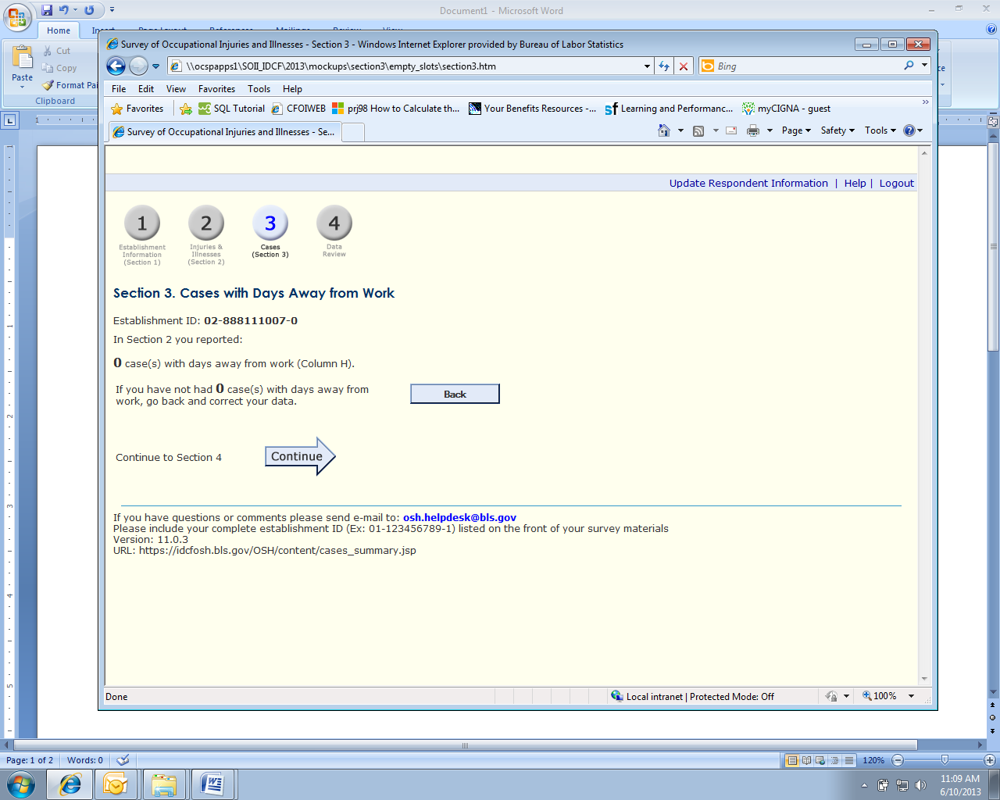 Document1 - Microsoft Word
Home
Paste
Cut
Copy
Format Pai
Clipboard
Survey of Occupational Injuries and Illnesses - Section 3 - Windows Internet Explorer provided by Bureau of Labor Statistics
\\ocspapps1\SOII_IDCF\2013\mockups\section3\empty_slots\section3.htm
Bing
File Edit View Favorites Tools Help
Favorites SQL Tutorial CFOIWEB prj98 How to Calculate th... Your Benefits Resources -... Learning and Performanc... myCIGNA - guest
Survey of Occupational Injuries and Illnesses - Se...
Page Safety Tools
Update Respondent Information | Help | Logout
1 2 3 4
Establishment Information (Section 1)
Injuries & Illnesses (Section 2)
Cases (Section 3)
Data Review
Section 3. Cases with Days Away from Work
Establishment ID: 02-888111007-0
In Section 2 you reported:
0 case(s) with days away from work (Column H).
If you have not had 0 case(s) with days away from
work, go back and correct your data.
Back
Continue to Section 4
Continue
If you have questions or comments please send e-mail to: osh.helpdesk@bls.gov
Please include your complete establishment ID (Ex: 01-123456789-1) listed on the front of your survey materials
Version: 11.0.3
URL: https://idcfosh.bls.gov/OSH/content/cases_summary.jsp
Done
Local intranet | Protected Mode: Off
100%
Page: 1 of 2 Words: 0
120%
11:09 AM
6/10/2013